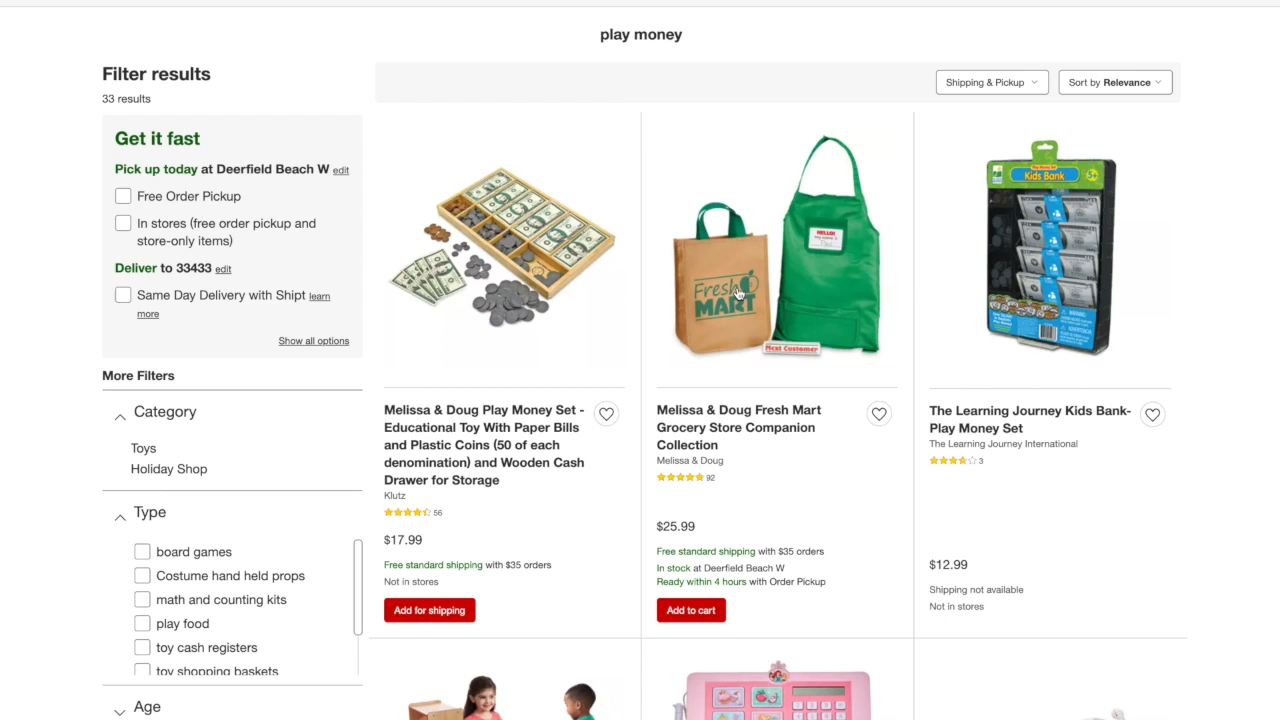 play money
Filter results
33 results
Shipping & Pickup
Sort by Relevance
Get it fast
Pick up today at Deerfield Beach W edit
Free Order Pickup
In stores (free order pickup and
store-only items)
Deliver to 33433 edit
Same Day Delivery with Shipt learn
more
Show all options
More Filters
Category
Toys
Holiday Shop
Type
board games
Costume hand held props
math and counting kits
play food
toy cash registers
toy shopping baskets
Age
Fresh
MART
HELLO!
Next Customer
Kids Bank
Melissa & Doug Play Money Set -
Educational Toy With Paper Bills
and Plastic Coins (50 of each
denomination) and Wooden Cash
Drawer for Storage
Klutz
56
$17.99
Free standard shipping with $35 orders
Not in stores
Add for shipping
Melissa & Doug Fresh Mart
Grocery Store Companion
Collection
Melissa & Doug
92
$25.99
Free standard shipping with $35 orders
In stock at Deerfield Beach W
Ready within 4 hours with Order Pickup
Add to cart
The Learning Journey Kids Bank-
Play Money Set
The Learning Journey International
3
$12.99
Shipping not available
Not in stores